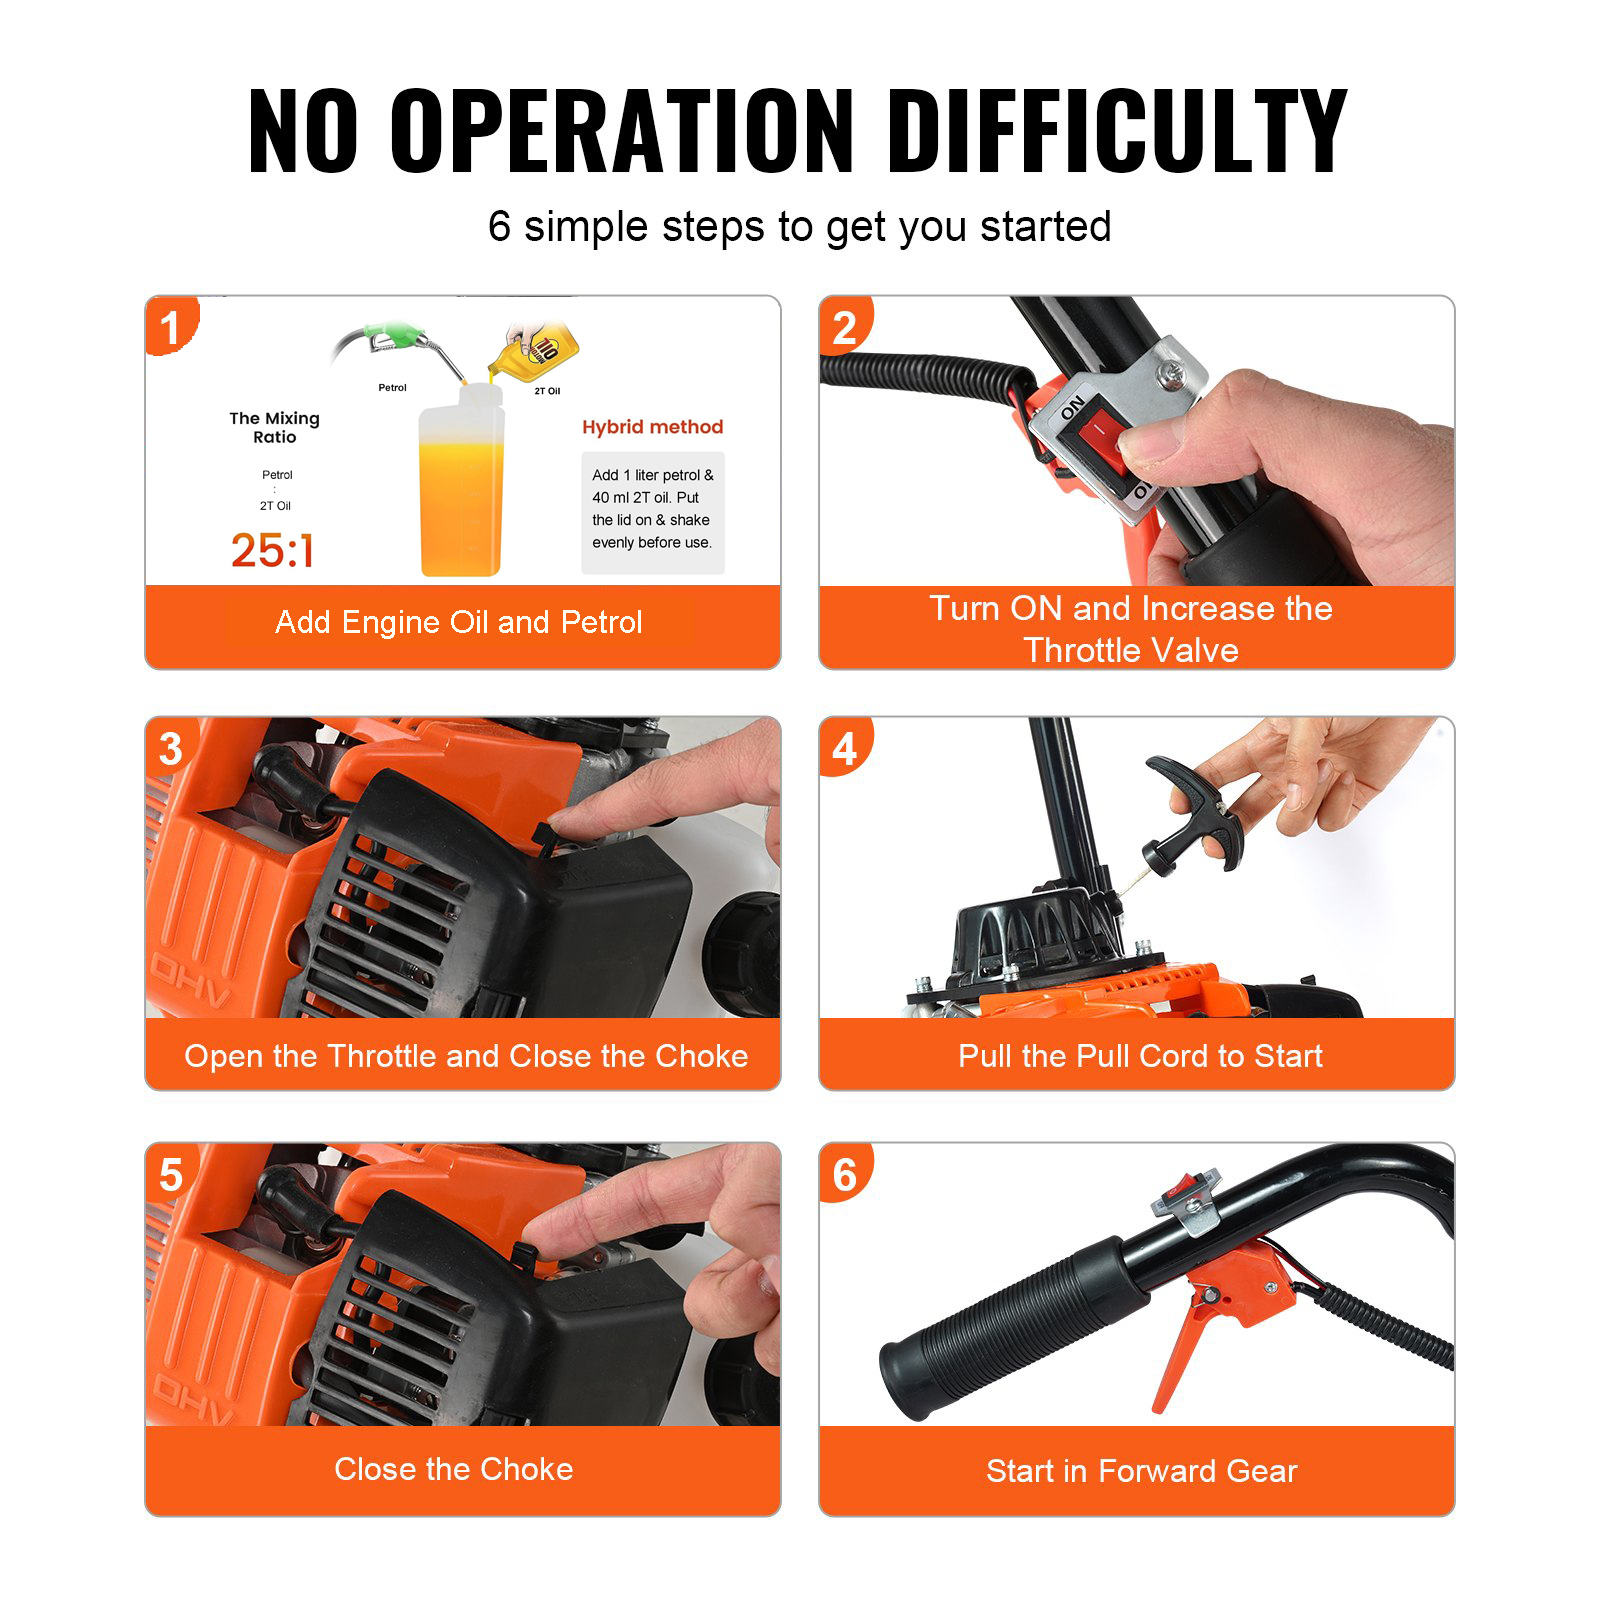 NO OPERATION DIFFICULTY
6 simple steps to get you started
1
Petrol
2T Oil
The Mixing
Ratio
Petrol
:
2T Oil
25:1
Hybrid method
Add 1 liter petrol &
40 ml 2T oil. Put
the lid on & shake
evenly before use.
OIL
Add Engine Oil and Petrol
2
ON
Turn ON and Increase the
Throttle Valve
3
OHV
Open the Throttle and Close the Choke
4
Pull the Pull Cord to Start
5
OHV
Close the Choke
6
Start in Forward Gear